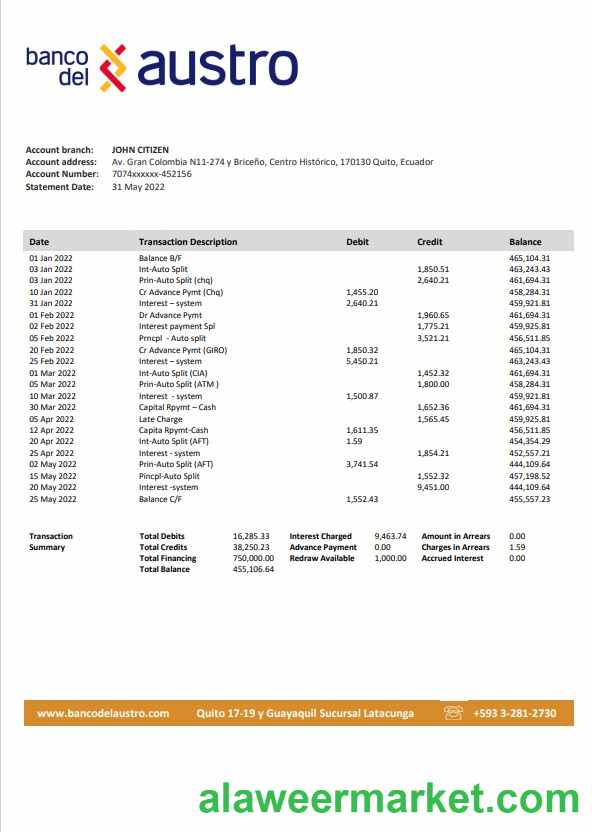 banco
del austro
Account branch: JOHN CITIZEN
Account address: Av. Gran Colombia N11-274 y Briceño, Centro Histórico, 170130 Quito, Ecuador
Account Number: 7074xxxxxx-452156
Statement Date: 31 May 2022
Date Transaction Description Debit Credit Balance
01 Jan 2022 Balance B/F 465,104.31
03 Jan 2022 Int-Auto Split 1,850.51 463,243.43
03 Jan 2022 Prin-Auto Split (chq) 2,640.21 461,694.31
10 Jan 2022 Cr Advance Pymt (Chq) 1,455.20 458,284.31
31 Jan 2022 Interest – system 2,640.21 459,921.81
01 Feb 2022 Dr Advance Pymt 1,960.65 461,694.31
02 Feb 2022 Interest payment Spl 1,775.21 459,925.81
05 Feb 2022 Prncpl - Auto split 3,521.21 456,511.85
20 Feb 2022 Cr Advance Pymt (GIRO) 1,850.32 465,104.31
25 Feb 2022 Interest – system 5,450.21 463,243.43
01 Mar 2022 Int-Auto Split (CIA) 1,452.32 461,694.31
05 Mar 2022 Prin-Auto Split (ATM ) 1,800.00 458,284.31
10 Mar 2022 Interest - system 1,500.87 459,921.81
30 Mar 2022 Capital Rpymt – Cash 1,652.36 461,694.31
05 Apr 2022 Late Charge 1,565.45 459,925.81
12 Apr 2022 Capita Rpymt-Cash 1,611.35 456,511.85
20 Apr 2022 Int-Auto Split (AFT) 1.59 454,354.29
25 Apr 2022 Interest - system 1,854.21 452,557.21
02 May 2022 Prin-Auto Split (AFT) 3,741.54 444,109.64
15 May 2022 Pincpl-Auto Split 1,552.32 457,198.52
20 May 2022 Interest -system 9,451.00 444,109.64
25 May 2022 Balance C/F 1,552.43 455,557.23
Transaction Total Debits 16,285.33 Interest Charged 9,463.74 Amount in Arrears 0.00
Summary Total Credits 38,250.23 Advance Payment 0.00 Charges in Arrears 1.59
Total Financing 750,000.00 Redraw Available 1,000.00 Accrued Interest 0.00
Total Balance 455,106.64
www.bancodelaustro.com Quito 17-19 y Guayaquil Sucursal Latacunga +593 3-281-2730
alaweermarket.com